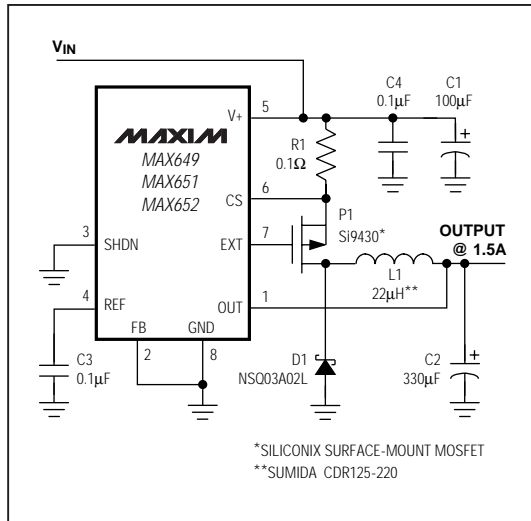 VIN
C4
0.1µF
C1
100µF
+
5
V+
R1
0.1Ω
MAXIM
MAX649
MAX651
MAX652
6
CS
P1
Si9430*
3
SHDN
7
EXT
OUTPUT
@ 1.5A
L1
22µH**
4
REF
1
OUT
FB
GND
2
8
C3
0.1µF
D1
NSQ03A02L
+
C2
330µF
*SILICONIX SURFACE-MOUNT MOSFET
**SUMIDA CDR125-220